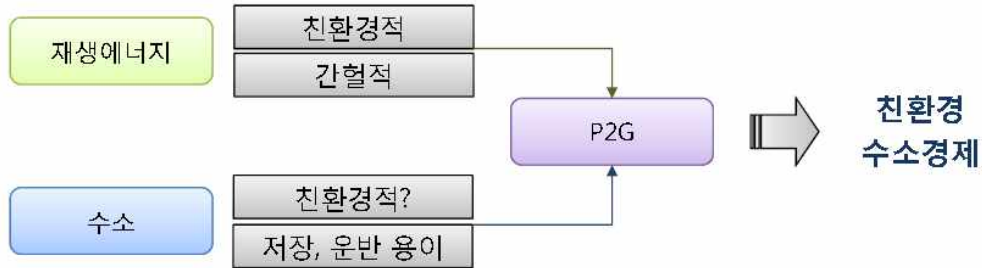 재생에너지
친환경적
간헐적
P2G
친환경
수소경제
수소
친환경적?
저장, 운반 용이